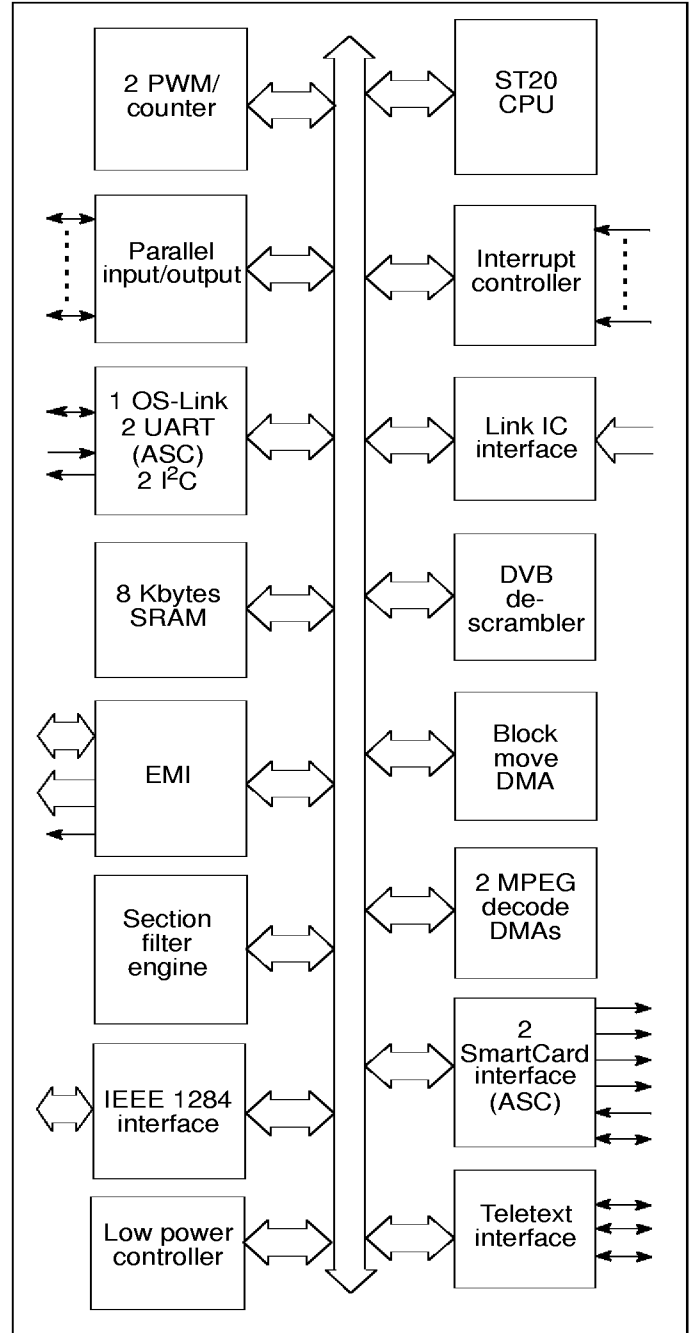 2 PWM/
counter
ST20
CPU
Parallel
input/output
Interrupt
controller
1 OS-Link
2 UART
(ASC)
2 I²C
Link IC
interface
8 Kbytes
SRAM
DVB
de-
scrambler
EMI
Block
move
DMA
Section
filter
engine
2 MPEG
decode
DMAs
IEEE 1284
interface
2
SmartCard
interface
(ASC)
Low power
controller
Teletext
interface